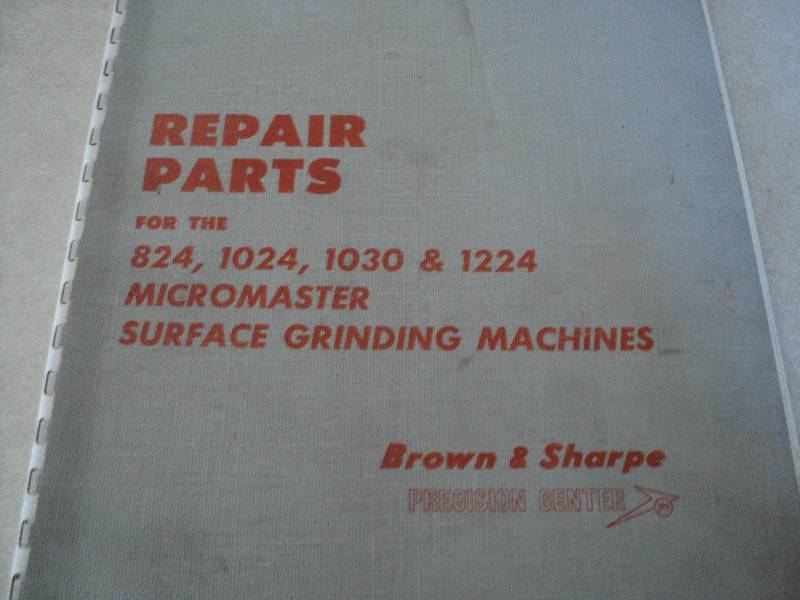 REPAIR
PARTS
FOR THE
824, 1024, 1030 & 1224
MICROMASTER
SURFACE GRINDING MACHiNES
Brown & Sharpe
PRECISION CENTER